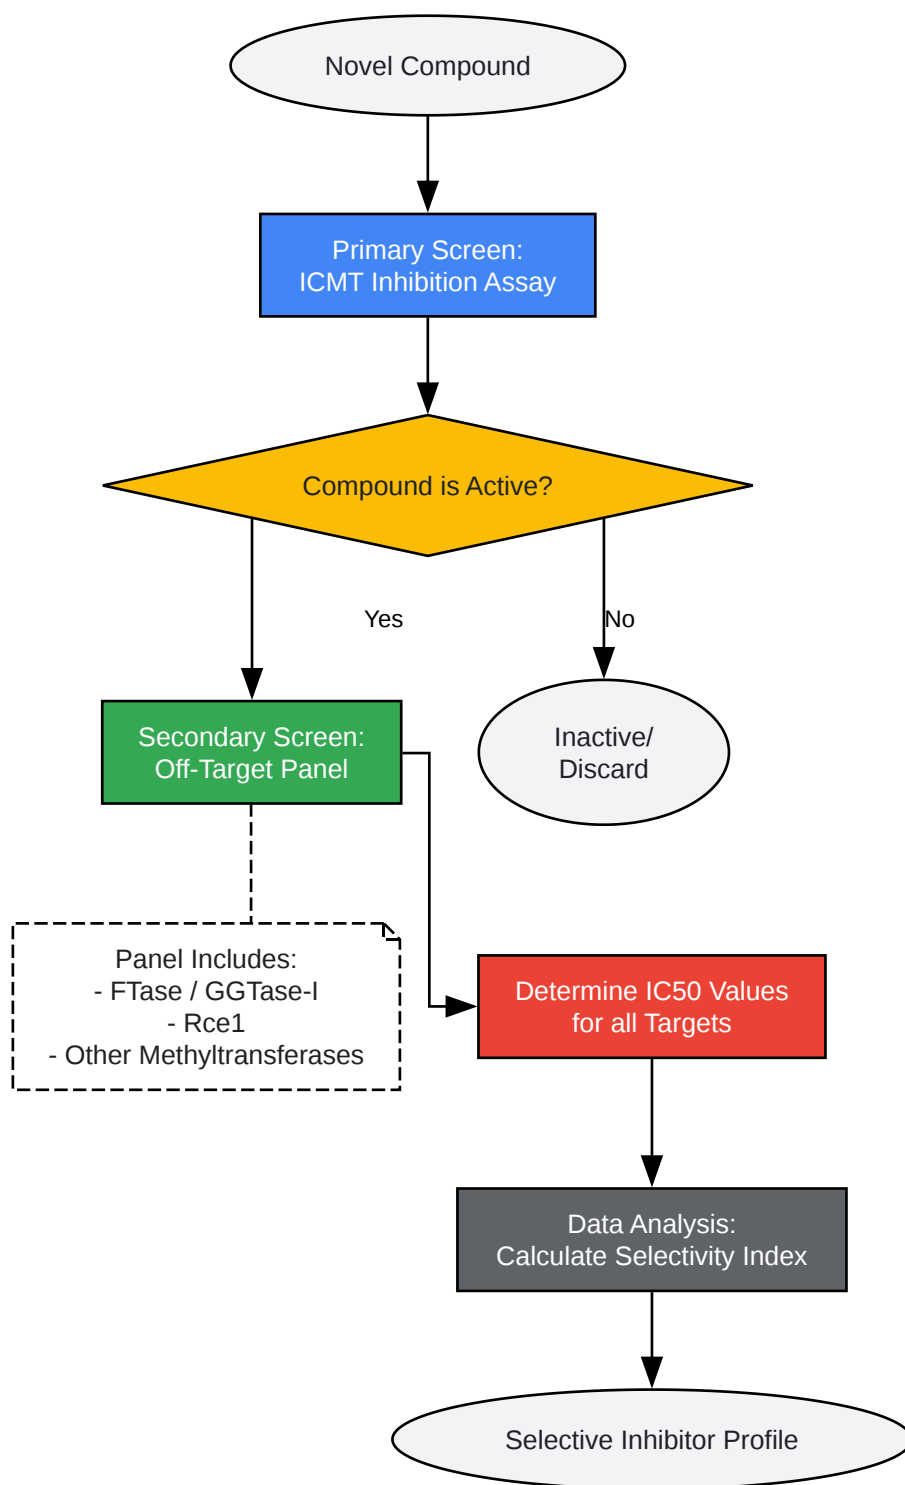 Novel Compound
Primary Screen:
ICMT Inhibition Assay
Compound is Active?
Yes
No
Secondary Screen:
Off-Target Panel
Inactive/
Discard
Panel Includes:
- FTase / GGTase-I
- Rce1
- Other Methyltransferases
Determine IC50 Values
for all Targets
Data Analysis:
Calculate Selectivity Index
Selective Inhibitor Profile